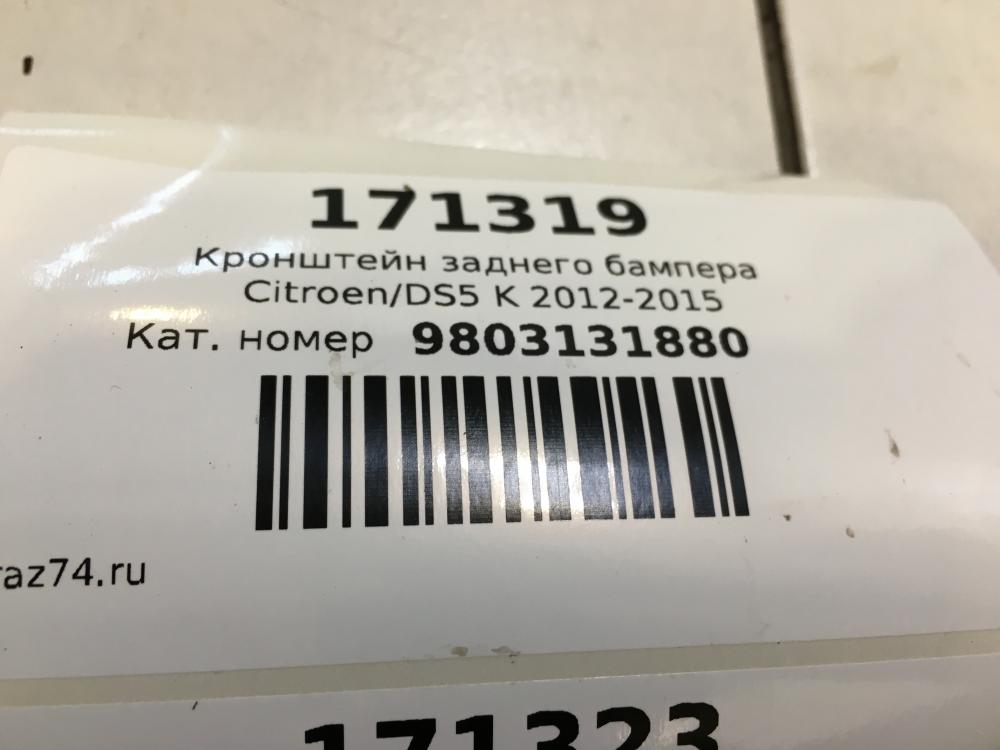 171319
Кронштейн заднего бампера
Citroen/DS5 K 2012-2015
Кат. номер 9803131880
raz74.ru
171323